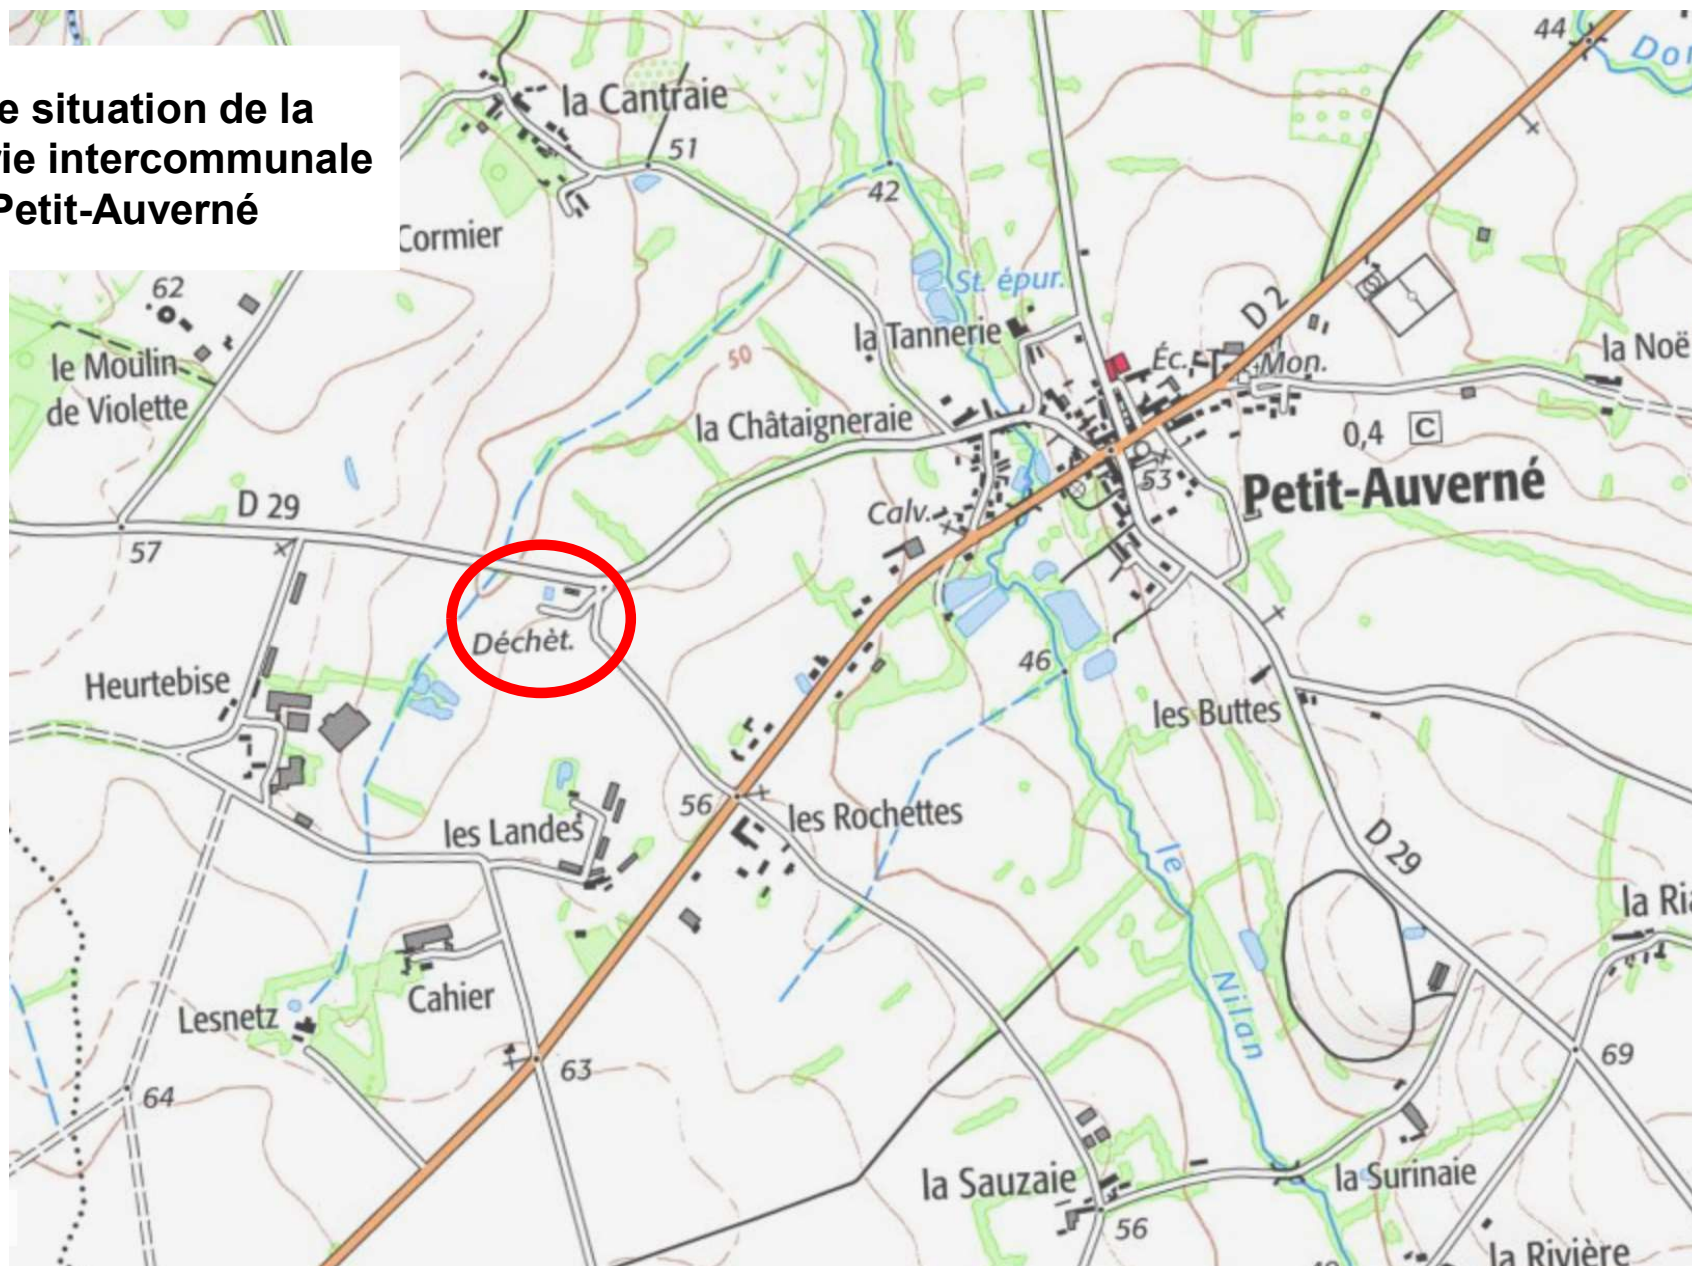 e situation de la
ie intercommunale
Petit-Auverné
la Cantraie
51
44
42
Cormier
62
St. épur.
la Tannerie
D 2
le Moulin
de Violette
50
Éc.
Mon.
la Noë
la Châtaigneraie
0,4 C
Petit-Auverné
53
D 29
57
Calv.
Déchèt.
Heurtebise
46
les Buttes
56
les Rochettes
les Landes
le
Nilan
D 29
Cahier
Lesnetz
63
64
69
la Sauzaie
la Surinaie
56
la Rivière